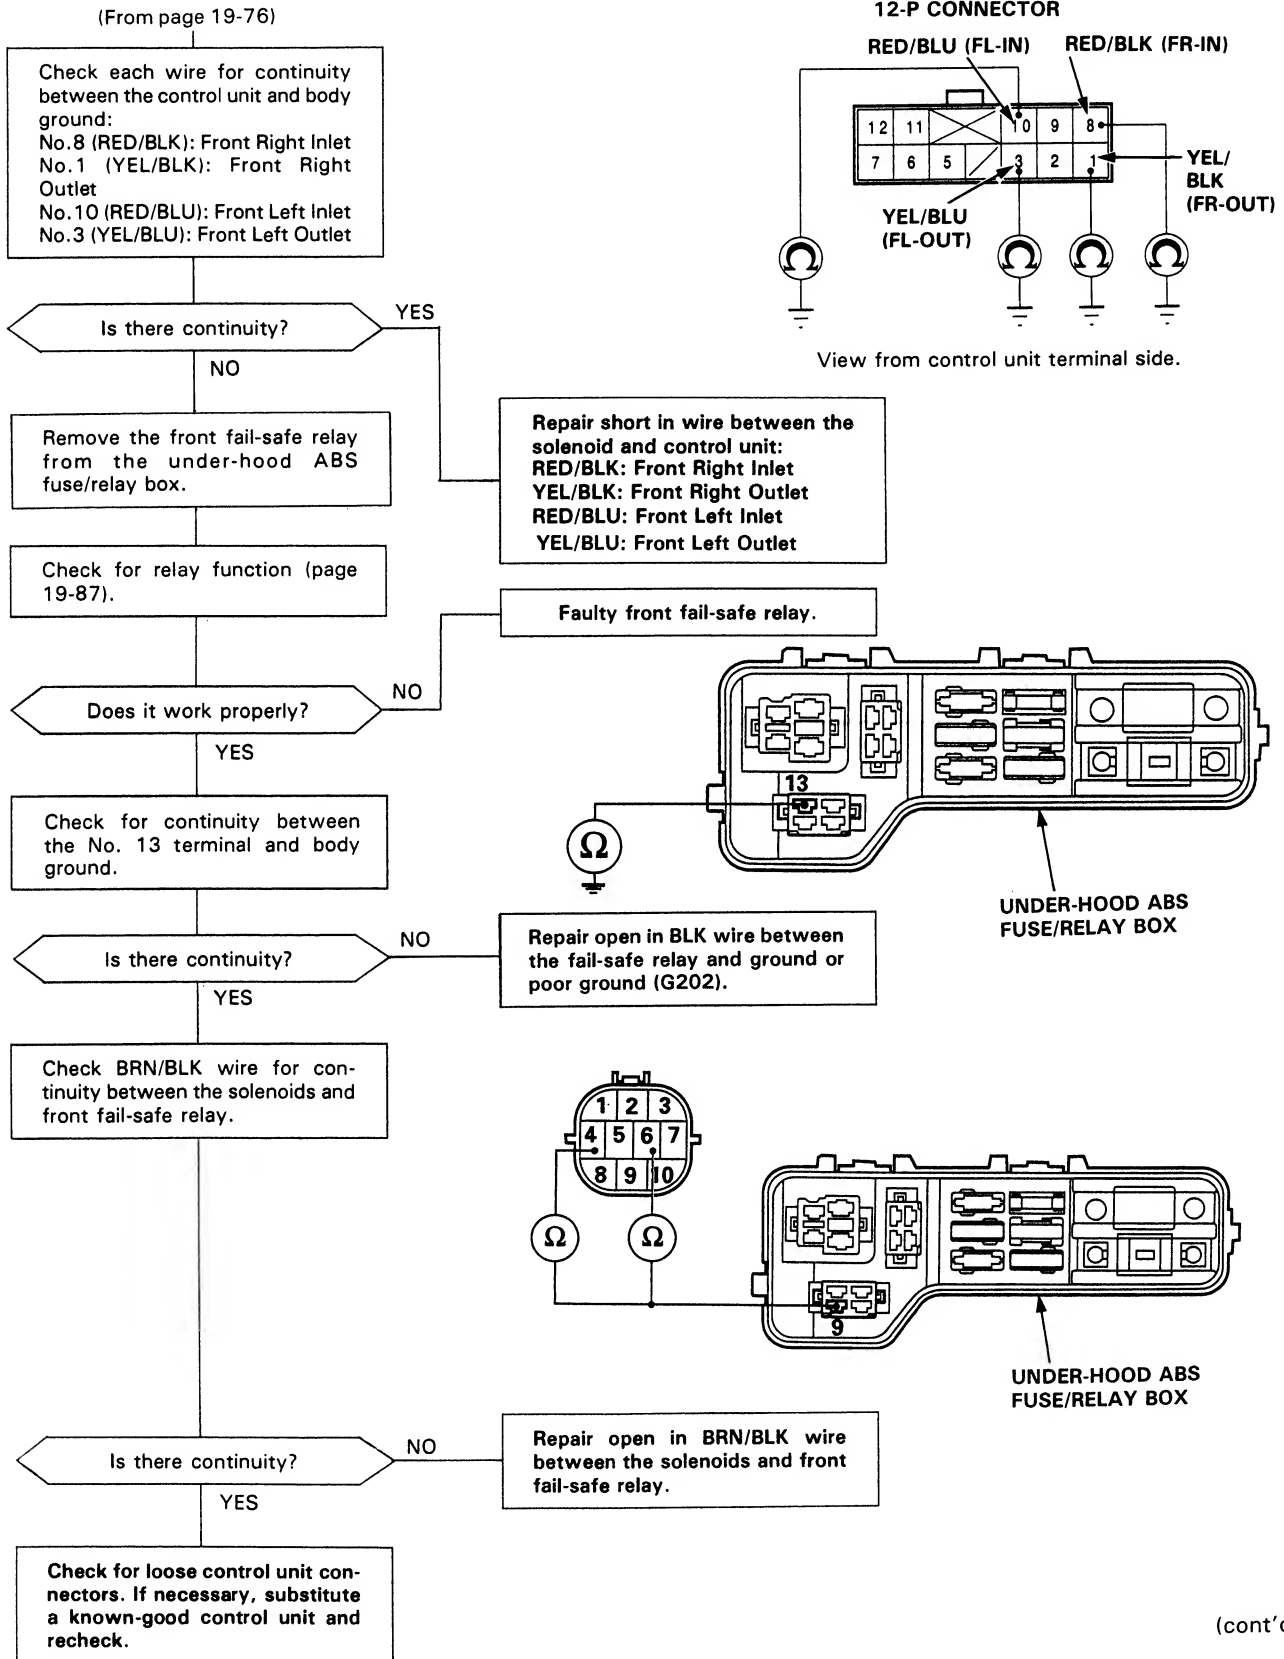 (From page 19-76)
Check each wire for continuity
between the control unit and body
ground:
No.8 (RED/BLK): Front Right Inlet
No.1 (YEL/BLK): Front Right
Outlet
No.10 (RED/BLU): Front Left Inlet
No.3 (YEL/BLU): Front Left Outlet
12-P CONNECTOR
RED/BLU (FL-IN) RED/BLK (FR-IN)
12 11 10 9 8
7 6 5 3 2 1
YEL/
BLK
(FR-OUT)
YEL/BLU
(FL-OUT)
Ω Ω Ω Ω
View from control unit terminal side.
Is there continuity?
YES
NO
Remove the front fail-safe relay
from the under-hood ABS
fuse/relay box.
Repair short in wire between the
solenoid and control unit:
RED/BLK: Front Right Inlet
YEL/BLK: Front Right Outlet
RED/BLU: Front Left Inlet
YEL/BLU: Front Left Outlet
Check for relay function (page
19-87).
Faulty front fail-safe relay.
Does it work properly?
NO
YES
13
Ω
UNDER-HOOD ABS
FUSE/RELAY BOX
Check for continuity between
the No. 13 terminal and body
ground.
Is there continuity?
NO
YES
Repair open in BLK wire between
the fail-safe relay and ground or
poor ground (G202).
Check BRN/BLK wire for con-
tinuity between the solenoids and
front fail-safe relay.
1 2 3
4 5 6 7
8 9 10
Ω Ω
9
UNDER-HOOD ABS
FUSE/RELAY BOX
Is there continuity?
NO
YES
Repair open in BRN/BLK wire
between the solenoids and front
fail-safe relay.
Check for loose control unit con-
nectors. If necessary, substitute
a known-good control unit and
recheck.
(cont'd